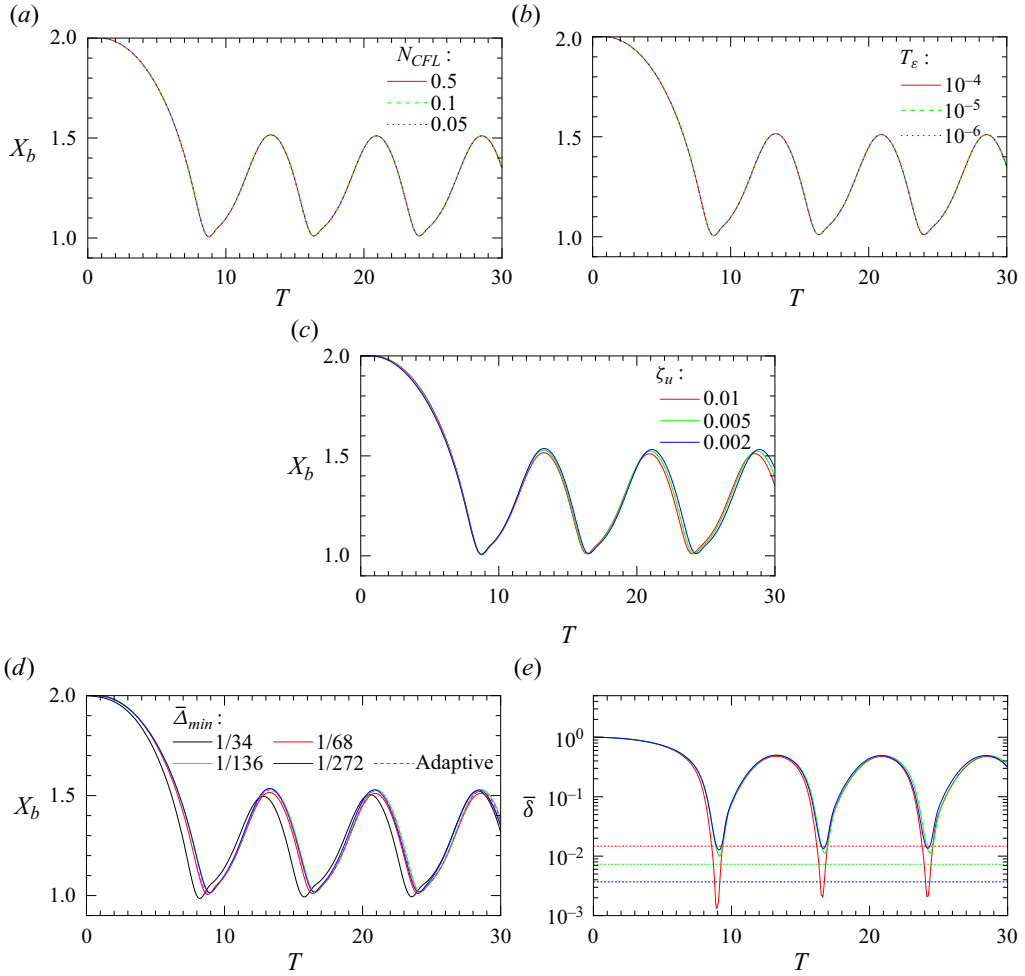 (a)
(b)
2.0
1.5
1.0
X_b
N_CFL :
0.5
0.1
0.05
0 10 20 30
T
2.0
1.5
1.0
T_ε :
10^–4
10^–5
10^–6
0 10 20 30
T
(c)
2.0
1.5
1.0
X_b
ζ_u :
0.01
0.005
0.002
0 10 20 30
T
(d)
(e)
2.0
1.5
1.0
X_b
Δ̄_min :
1/34 1/68
1/136 1/272 Adaptive
0 10 20 30
T
10^0
10^–1
10^–2
10^–3
δ̄
0 10 20 30
T